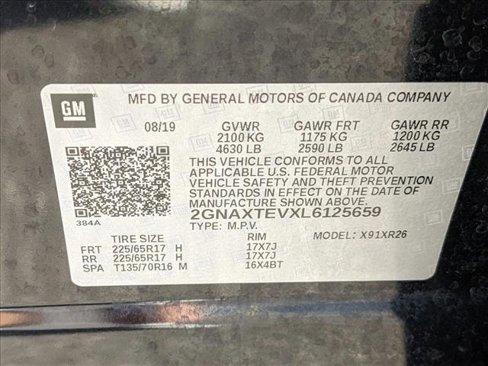 GM MFD BY GENERAL MOTORS OF CANADA COMPANY
08/19 GVWR GAWR FRT GAWR RR
2100 KG 1175 KG 1200 KG
4630 LB 2590 LB 2645 LB
THIS VEHICLE CONFORMS TO ALL
APPLICABLE U.S. FEDERAL MOTOR
VEHICLE SAFETY AND THEFT PREVENTION
STANDARDS IN EFFECT ON THE DATE OF
MANUFACTURE SHOWN ABOVE.
384A 2GNAXTEVXL6125659
TYPE: M.P.V.
TIRE SIZE RIM MODEL: X91XR26
FRT 225/65R17 H 17X7J
RR 225/65R17 H 17X7J
SPA T135/70R16 M 16X4BT